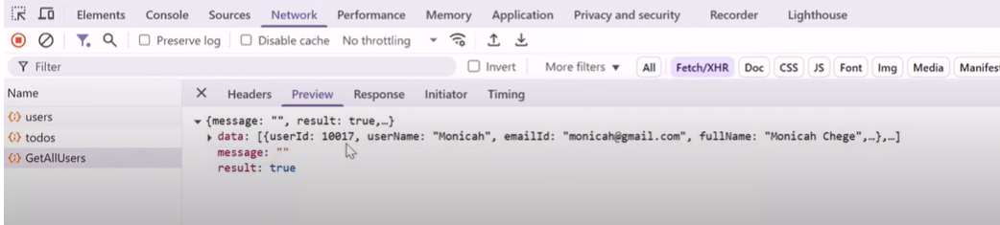 Elements Console Sources Network Performance Memory Application Privacy and security Recorder Lighthouse
Preserve log Disable cache No throttling
Filter Invert More filters All Fetch/XHR Doc CSS JS Font Img Media Manifes
Name Headers Preview Response Initiator Timing
users
todos
GetAllUsers
{message: "", result: true,…}
data: [{userId: 10017, userName: "Monicah", emailId: "monicah@gmail.com", fullName: "Monicah Chege",…},…]
message: ""
result: true